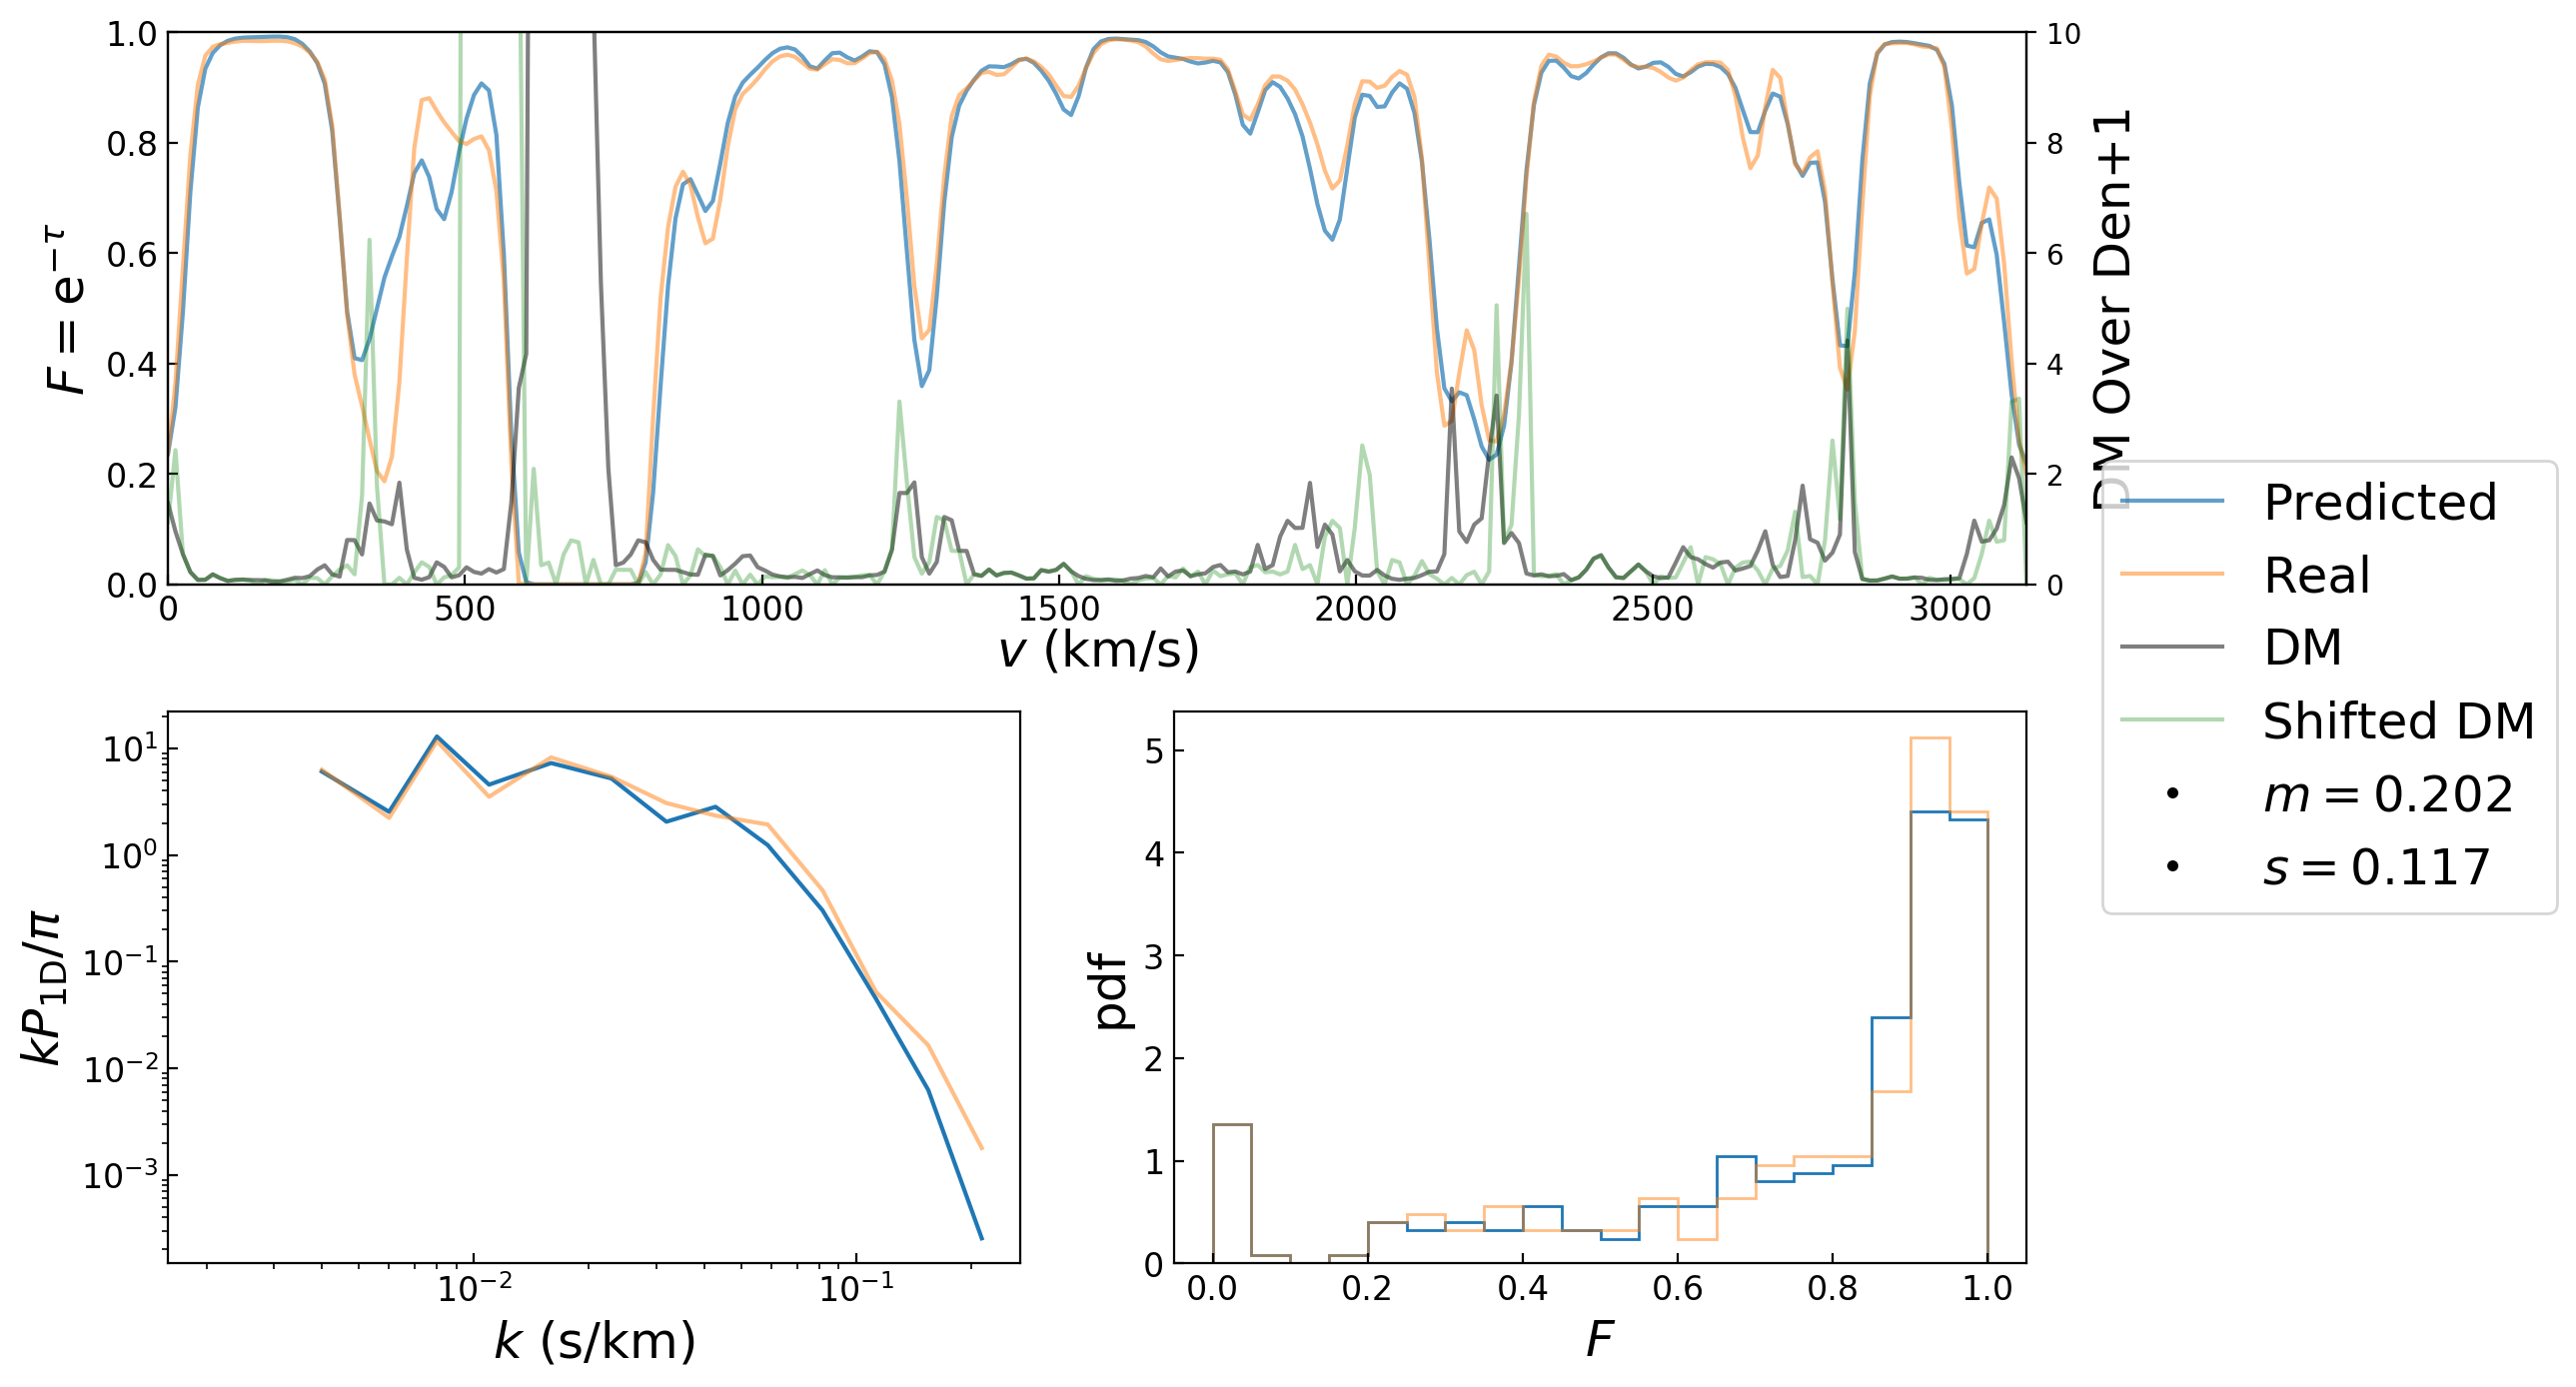 1.0
0.8
0.6
0.4
0.2
0.0
F = e^{−τ}
10
8
6
4
2
0
DM Over Den+1
0 500 1000 1500 2000 2500 3000
v (km/s)
10^1
10^0
10^{−1}
10^{−2}
10^{−3}
kP_{1D}/π
10^{−2} 10^{−1}
k (s/km)
5
4
3
2
1
0
pdf
0.0 0.2 0.4 0.6 0.8 1.0
F
Predicted
Real
DM
Shifted DM
m = 0.202
s = 0.117